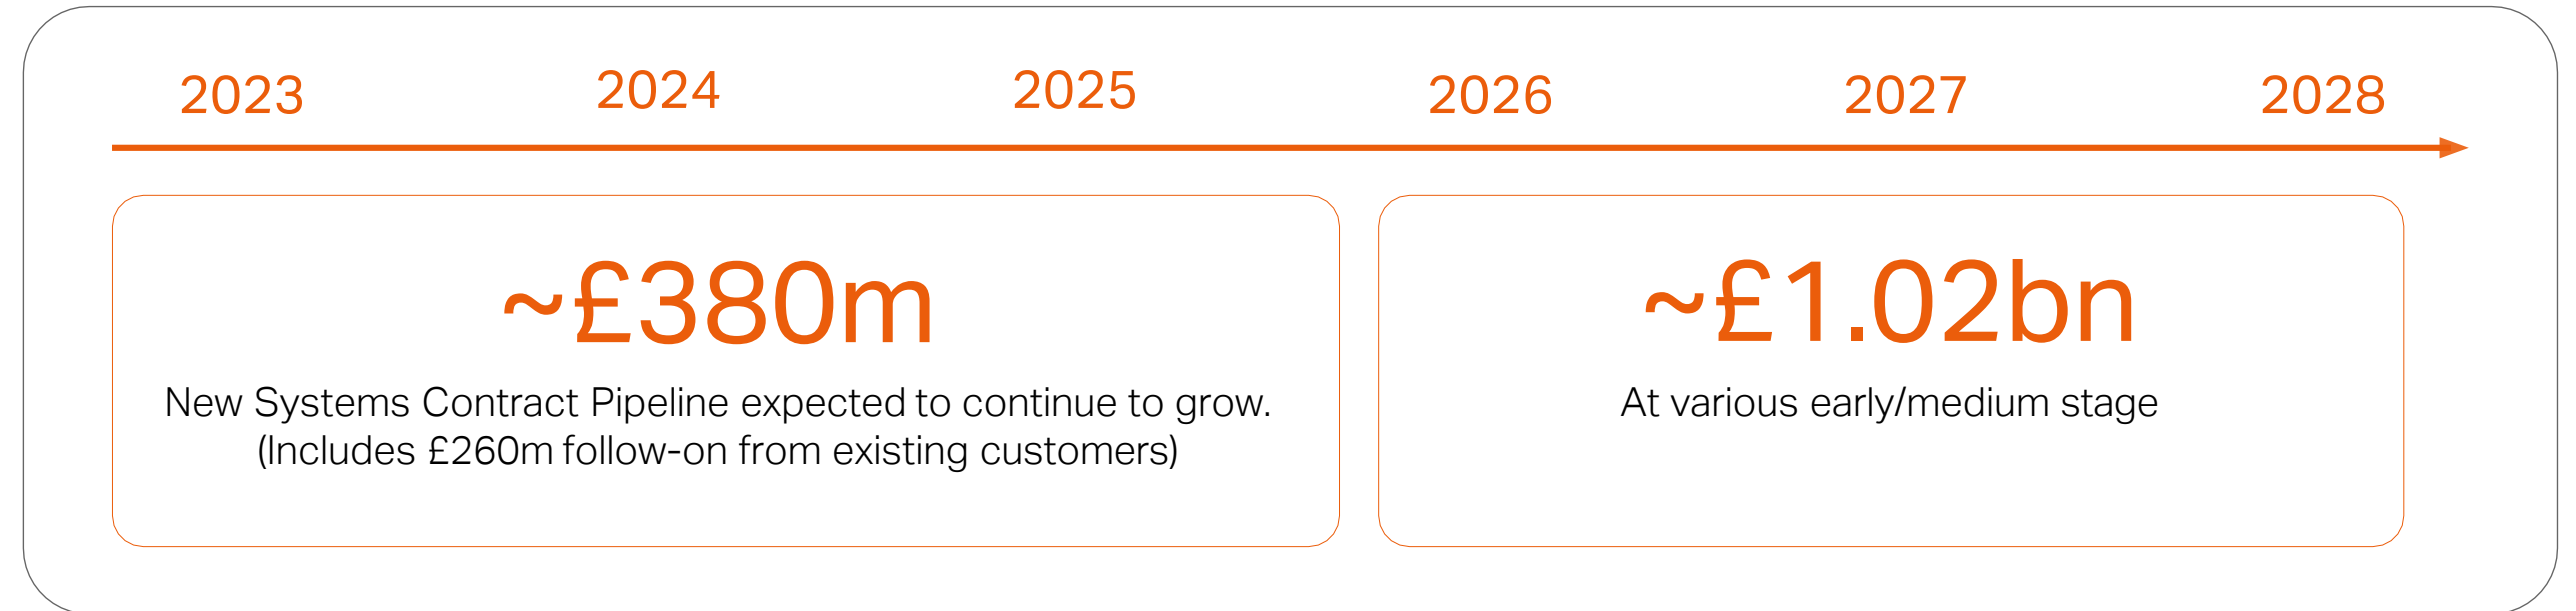 2023 2024 2025 2026 2027 2028
~£380m
New Systems Contract Pipeline expected to continue to grow.
(Includes £260m follow-on from existing customers)
~£1.02bn
At various early/medium stage